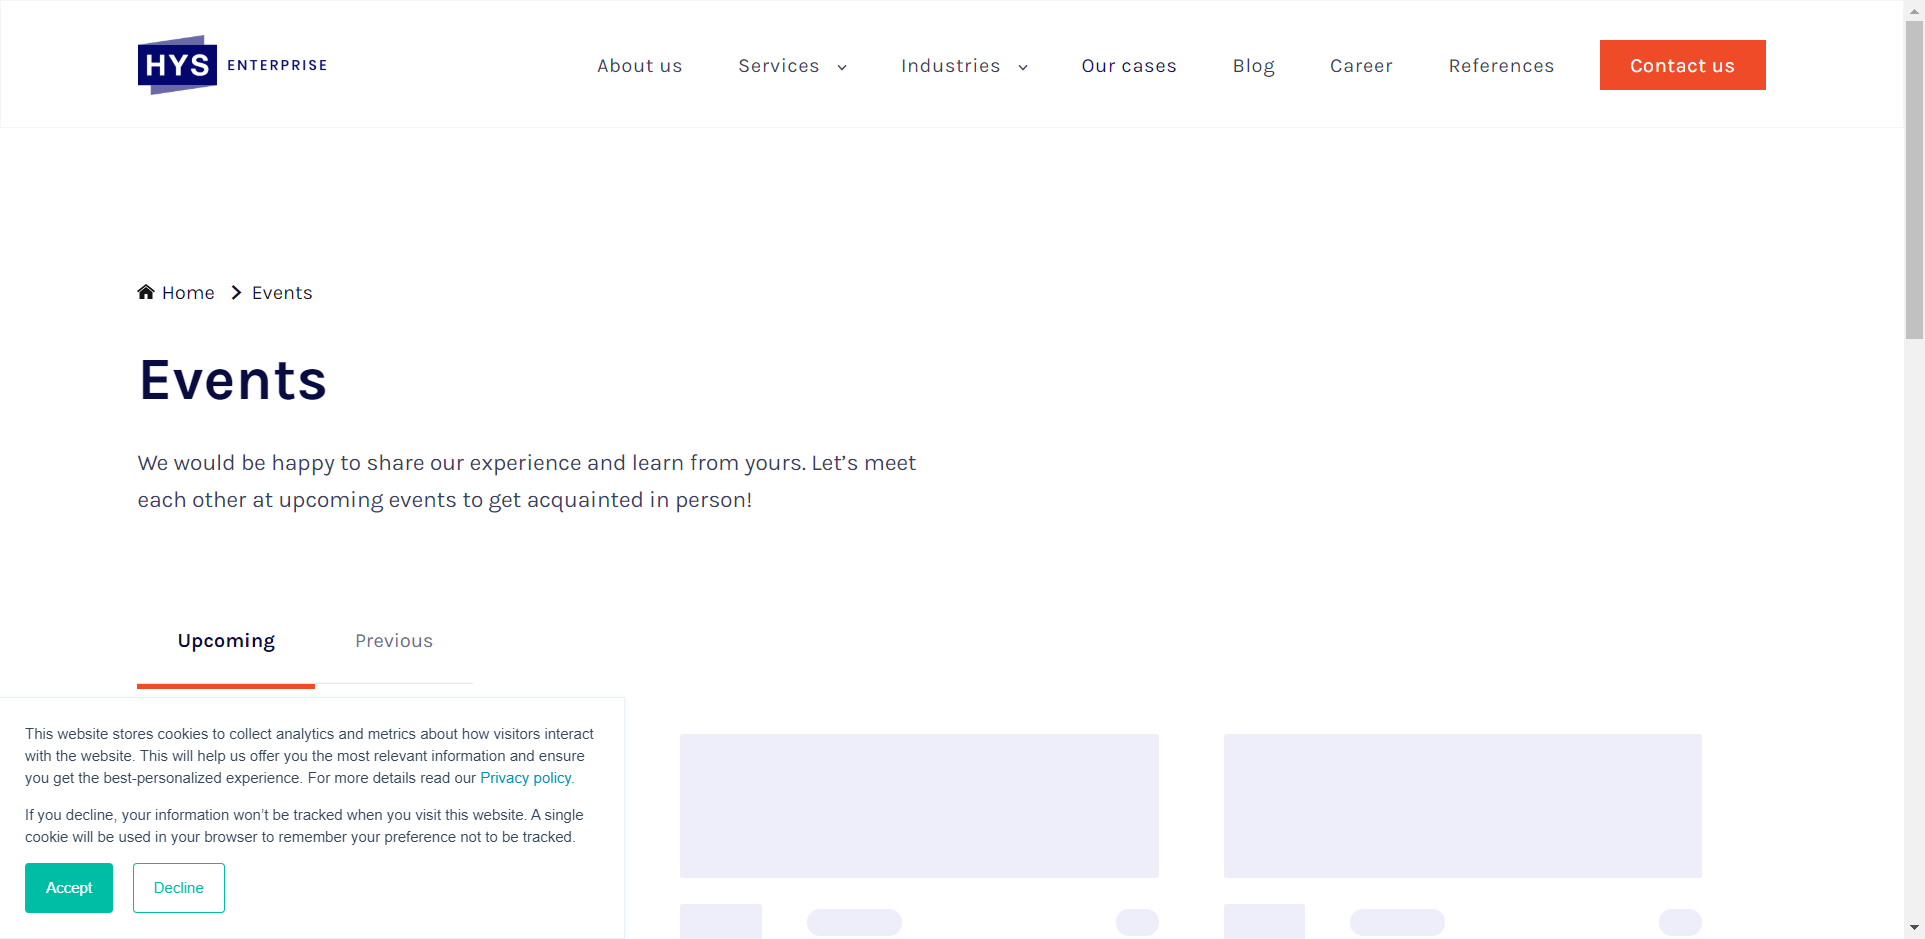 HYS ENTERPRISE
About us Services Industries Our cases Blog Career References Contact us
Home Events
Events
We would be happy to share our experience and learn from yours. Let’s meet
each other at upcoming events to get acquainted in person!
Upcoming Previous
This website stores cookies to collect analytics and metrics about how visitors interact
with the website. This will help us offer you the most relevant information and ensure
you get the best-personalized experience. For more details read our Privacy policy.
If you decline, your information won’t be tracked when you visit this website. A single
cookie will be used in your browser to remember your preference not to be tracked.
Accept Decline